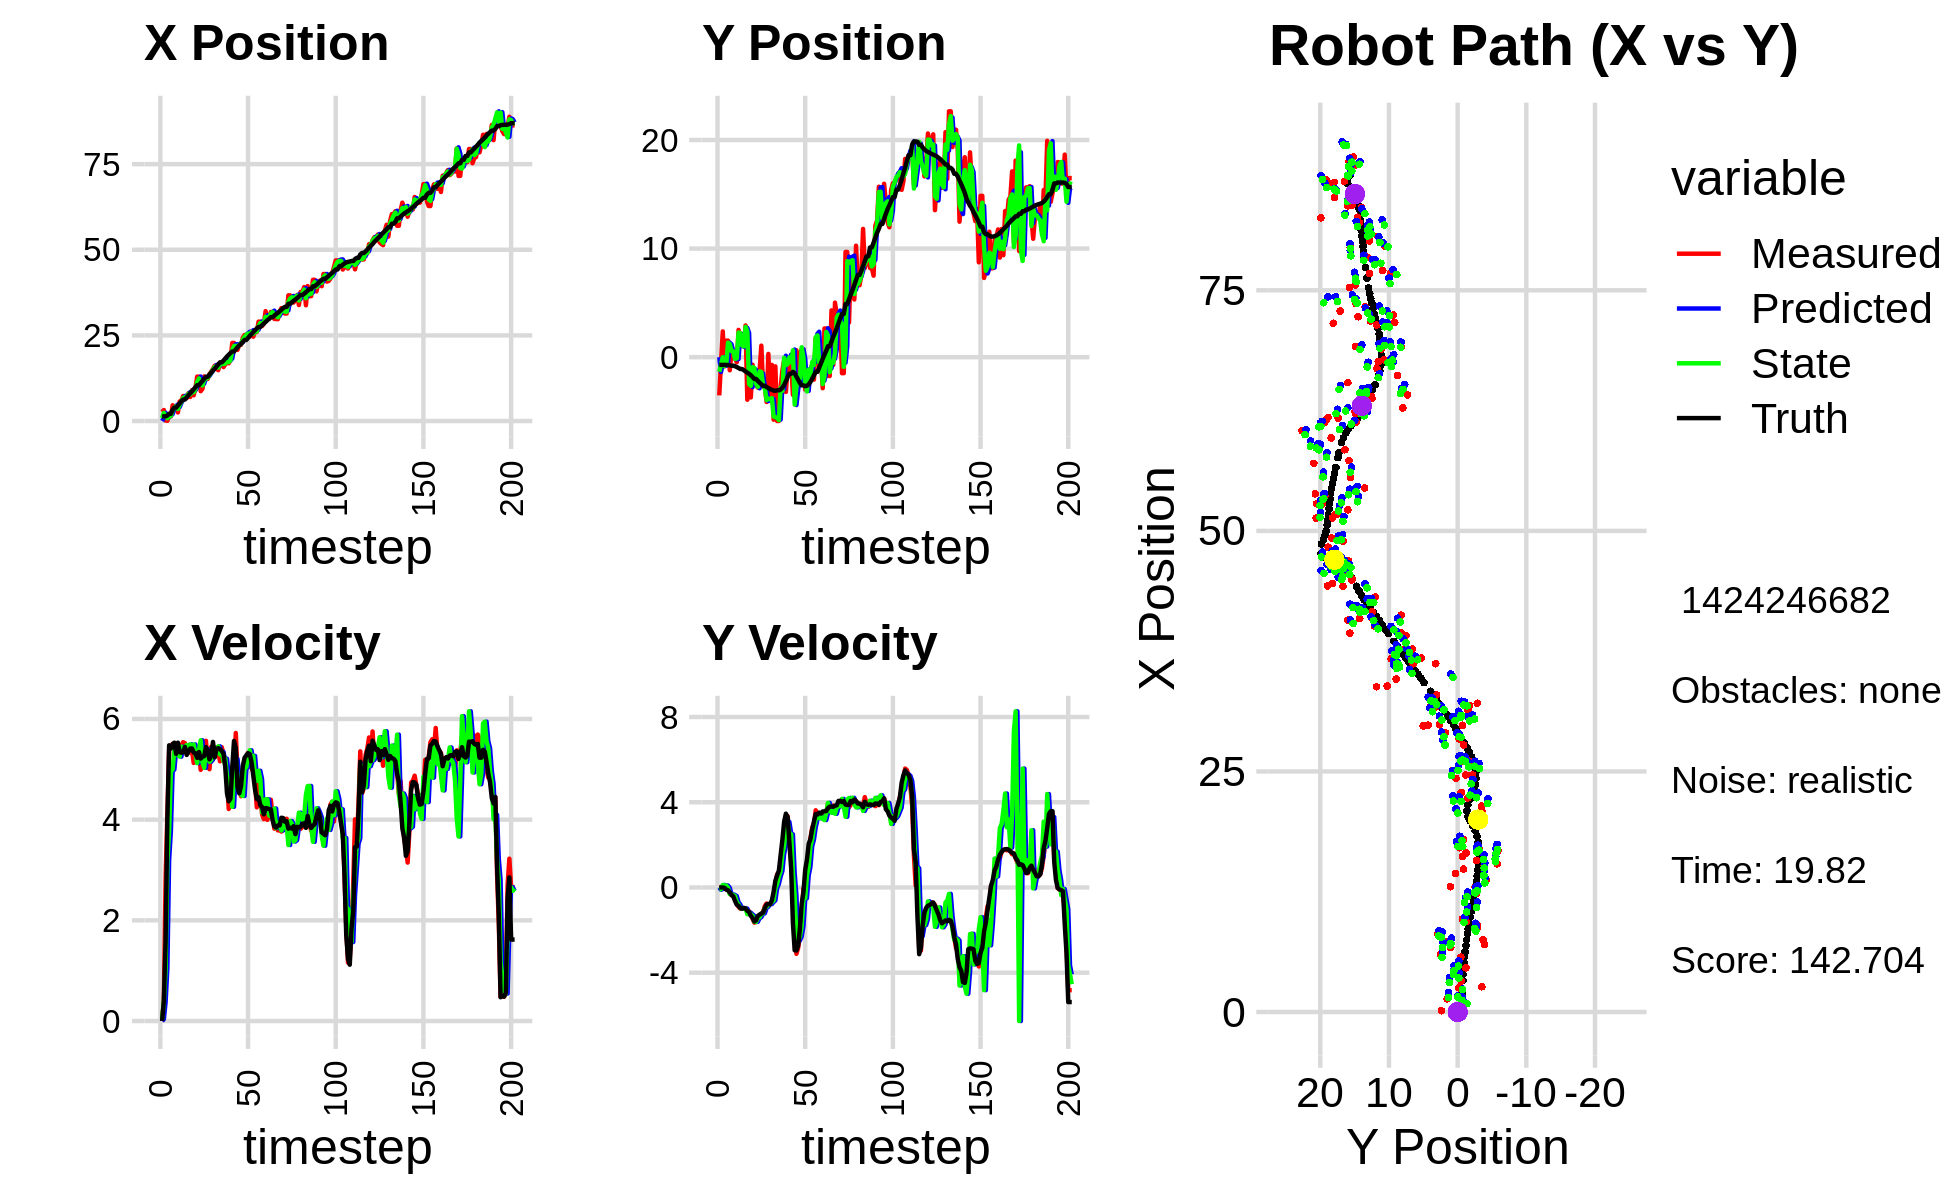 X Position
75
50
25
0
0
50
100
150
200
timestep
Y Position
20
10
0
0
50
100
150
200
timestep
X Velocity
6
4
2
0
0
50
100
150
200
timestep
Y Velocity
8
4
0
-4
0
50
100
150
200
timestep
Robot Path (X vs Y)
X Position
75
50
25
0
20 10 0 -10 -20
Y Position
variable
Measured
Predicted
State
Truth
1424246682
Obstacles: none
Noise: realistic
Time: 19.82
Score: 142.704